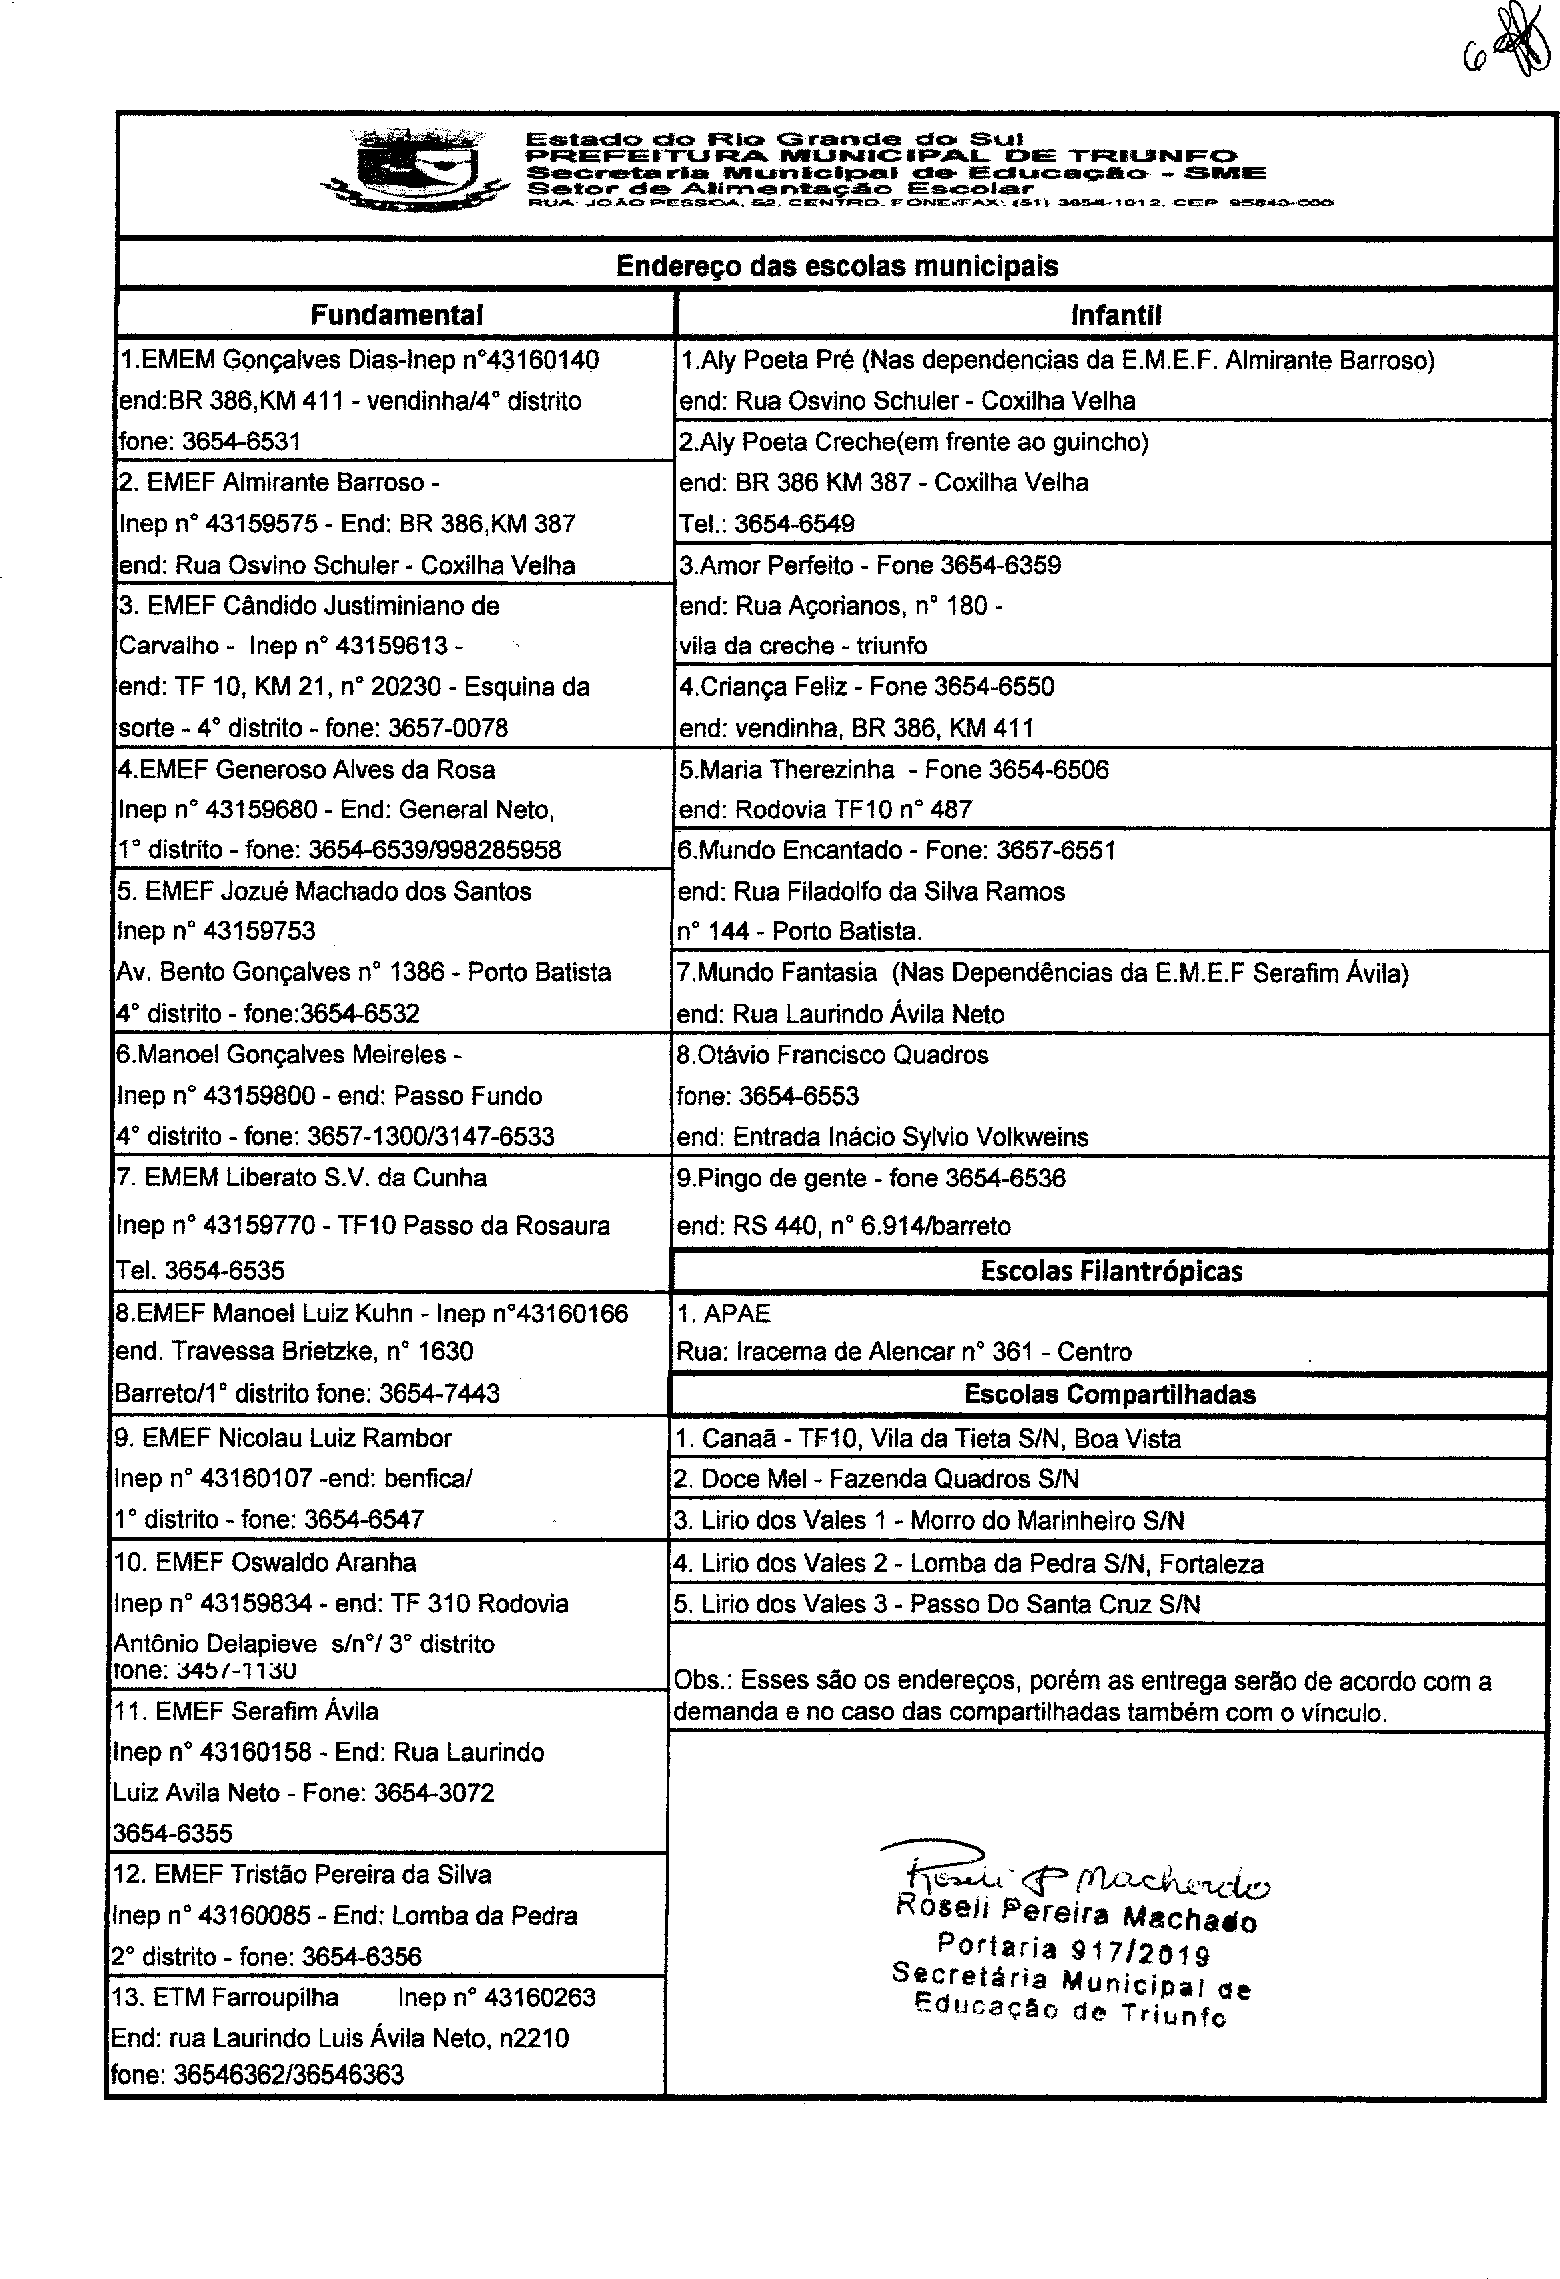 6
Estado do Rio Grande do Sul
PREFEITURA MUNICIPAL DE TRIUNFO
Secretaria Municipal de Educação - SME
Setor de Alimentação Escolar
RUA: JOÃO PESSOA, 52, CENTRO. FONE/FAX: (51) 3654-1012. CEP 95840-000
Endereço das escolas municipais
Fundamental
1.EMEM Gonçalves Dias-Inep n°43160140
end:BR 386,KM 411 - vendinha/4° distrito
fone: 3654-6531
2. EMEF Almirante Barroso -
Inep n° 43159575 - End: BR 386,KM 387
end: Rua Osvino Schuler - Coxilha Velha
3. EMEF Cândido Justiminiano de
Carvalho - Inep n° 43159613 -
end: TF 10, KM 21, n° 20230 - Esquina da
sorte - 4° distrito - fone: 3657-0078
4.EMEF Generoso Alves da Rosa
Inep n° 43159680 - End: General Neto,
1° distrito - fone: 3654-6539/998285958
5. EMEF Jozué Machado dos Santos
Inep n° 43159753
Av. Bento Gonçalves n° 1386 - Porto Batista
4° distrito - fone:3654-6532
6.Manoel Gonçalves Meireles -
Inep n° 43159800 - end: Passo Fundo
4° distrito - fone: 3657-1300/3147-6533
7. EMEM Liberato S.V. da Cunha
Inep n° 43159770 - TF10 Passo da Rosaura
Tel. 3654-6535
8.EMEF Manoel Luiz Kuhn - Inep n°43160166
end. Travessa Brietzke, n° 1630
Barreto/1° distrito fone: 3654-7443
9. EMEF Nicolau Luiz Rambor
Inep n° 43160107 -end: benfica/
1° distrito - fone: 3654-6547
10. EMEF Oswaldo Aranha
Inep n° 43159834 - end: TF 310 Rodovia
Antônio Delapieve s/n°/ 3° distrito
fone: 3457-1130
11. EMEF Serafim Ávila
Inep n° 43160158 - End: Rua Laurindo
Luiz Avila Neto - Fone: 3654-3072
3654-6355
12. EMEF Tristão Pereira da Silva
Inep n° 43160085 - End: Lomba da Pedra
2° distrito - fone: 3654-6356
13. ETM Farroupilha Inep n° 43160263
End: rua Laurindo Luis Ávila Neto, n2210
fone: 36546362/36546363
Infantil
1.Aly Poeta Pré (Nas dependencias da E.M.E.F. Almirante Barroso)
end: Rua Osvino Schuler - Coxilha Velha
2.Aly Poeta Creche(em frente ao guincho)
end: BR 386 KM 387 - Coxilha Velha
Tel.: 3654-6549
3.Amor Perfeito - Fone 3654-6359
end: Rua Açorianos, n° 180 -
vila da creche - triunfo
4.Criança Feliz - Fone 3654-6550
end: vendinha, BR 386, KM 411
5.Maria Therezinha - Fone 3654-6506
end: Rodovia TF10 n° 487
6.Mundo Encantado - Fone: 3657-6551
end: Rua Filadolfo da Silva Ramos
n° 144 - Porto Batista.
7.Mundo Fantasia (Nas Dependências da E.M.E.F Serafim Ávila)
end: Rua Laurindo Ávila Neto
8.Otávio Francisco Quadros
fone: 3654-6553
end: Entrada Inácio Sylvio Volkweins
9.Pingo de gente - fone 3654-6536
end: RS 440, n° 6.914/barreto
Escolas Filantrópicas
1. APAE
Rua: Iracema de Alencar n° 361 - Centro
Escolas Compartilhadas
1. Canaã - TF10, Vila da Tieta S/N, Boa Vista
2. Doce Mel - Fazenda Quadros S/N
3. Lirio dos Vales 1 - Morro do Marinheiro S/N
4. Lirio dos Vales 2 - Lomba da Pedra S/N, Fortaleza
5. Lirio dos Vales 3 - Passo Do Santa Cruz S/N
Obs.: Esses são os endereços, porém as entrega serão de acordo com a
demanda e no caso das compartilhadas também com o vínculo.
Roseli P Machado
Roseli Pereira Machado
Portaria 917/2019
Secretária Municipal de
Educação de Triunfo